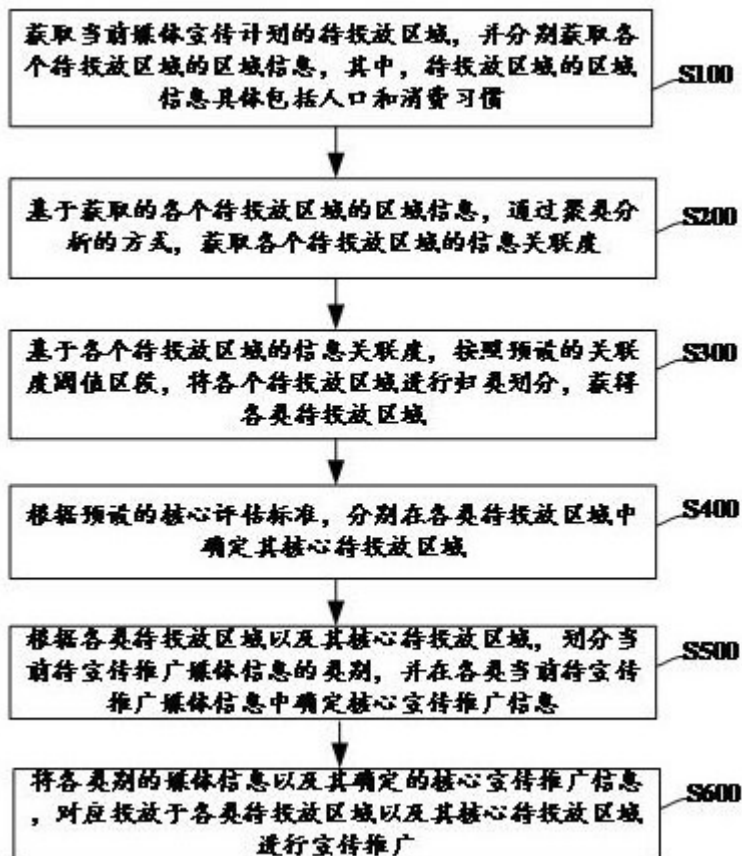 获取当前媒体宣传计划的待投放区域，并分别获取各
个待投放区域的区域信息，其中，待投放区域的区域
信息具体包括人口和消费习惯
S100
基于获取的各个待投放区域的区域信息，通过聚类分
析的方式，获取各个待投放区域的信息关联度
S200
基于各个待投放区域的信息关联度，按照预设的关联
度阈值区段，将各个待投放区域进行归类划分，获得
各类待投放区域
S300
根据预设的核心评估标准，分别在各类待投放区域中
确定其核心待投放区域
S400
根据各类待投放区域以及其核心待投放区域，划分当
前待宣传推广媒体信息的类别，并在各类当前待宣传
推广媒体信息中确定核心宣传推广信息
S500
将各类别的媒体信息以及其确定的核心宣传推广信息
，对应投放于各类待投放区域以及其核心待投放区域
进行宣传推广
S600